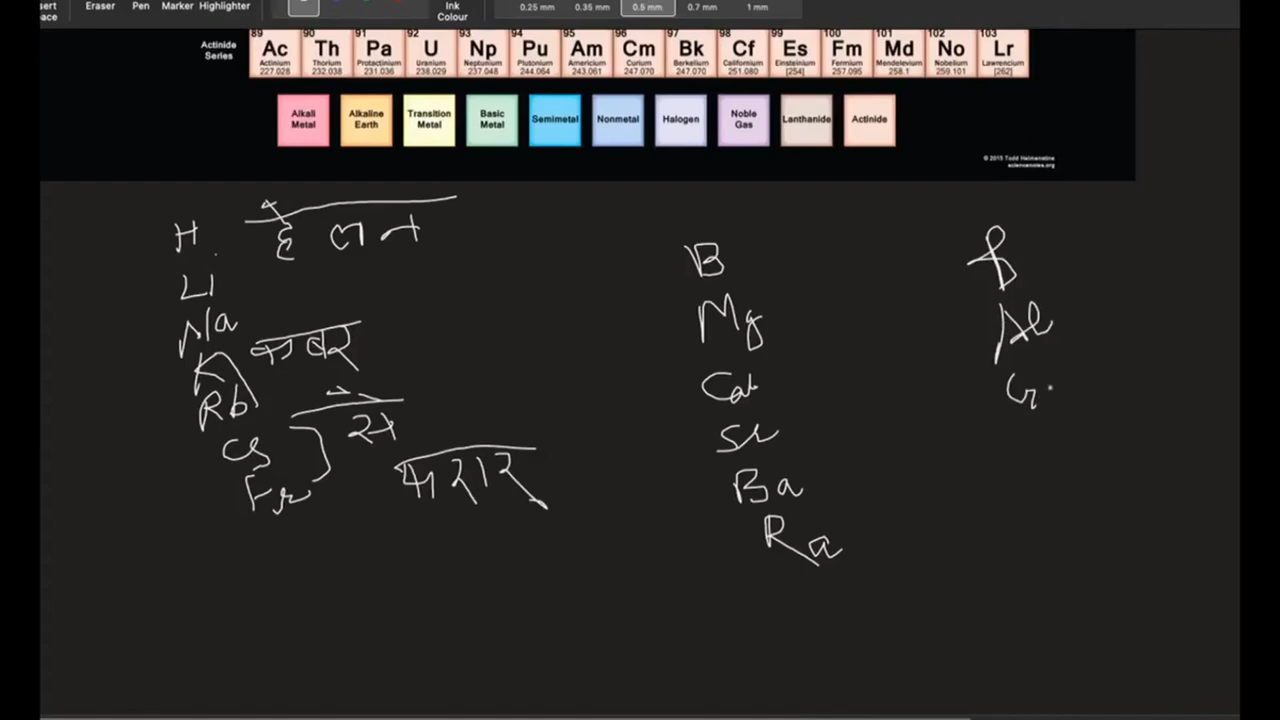 Eraser Pen Marker Highlighter Ink Colour 0.25 mm 0.35 mm 0.5 mm 0.7 mm 1 mm
Actinide Series
89 90 91 92 93 94 95 96 97 98 99 100 101 102 103
Ac Th Pa U Np Pu Am Cm Bk Cf Es Fm Md No Lr
Actinium Thorium Protactinium Uranium Neptunium Plutonium Americium Curium Berkelium Californium Einsteinium Fermium Mendelevium Nobelium Lawrencium
227.028 232.038 231.036 238.029 237.048 244.064 243.061 247.070 247.070 251.080 [254] 257.095 258.1 259.101 [262]
Alkali Metal
Alkaline Earth
Transition Metal
Basic Metal
Semimetal
Nonmetal
Halogen
Noble Gas
Lanthanide
Actinide
© 2015 Todd Helmenstine
sciencenotes.org
H
Li
Na
K
Rb
Cs
Fr
B
Mg
Ca
Sr
Ba
Ra
Al